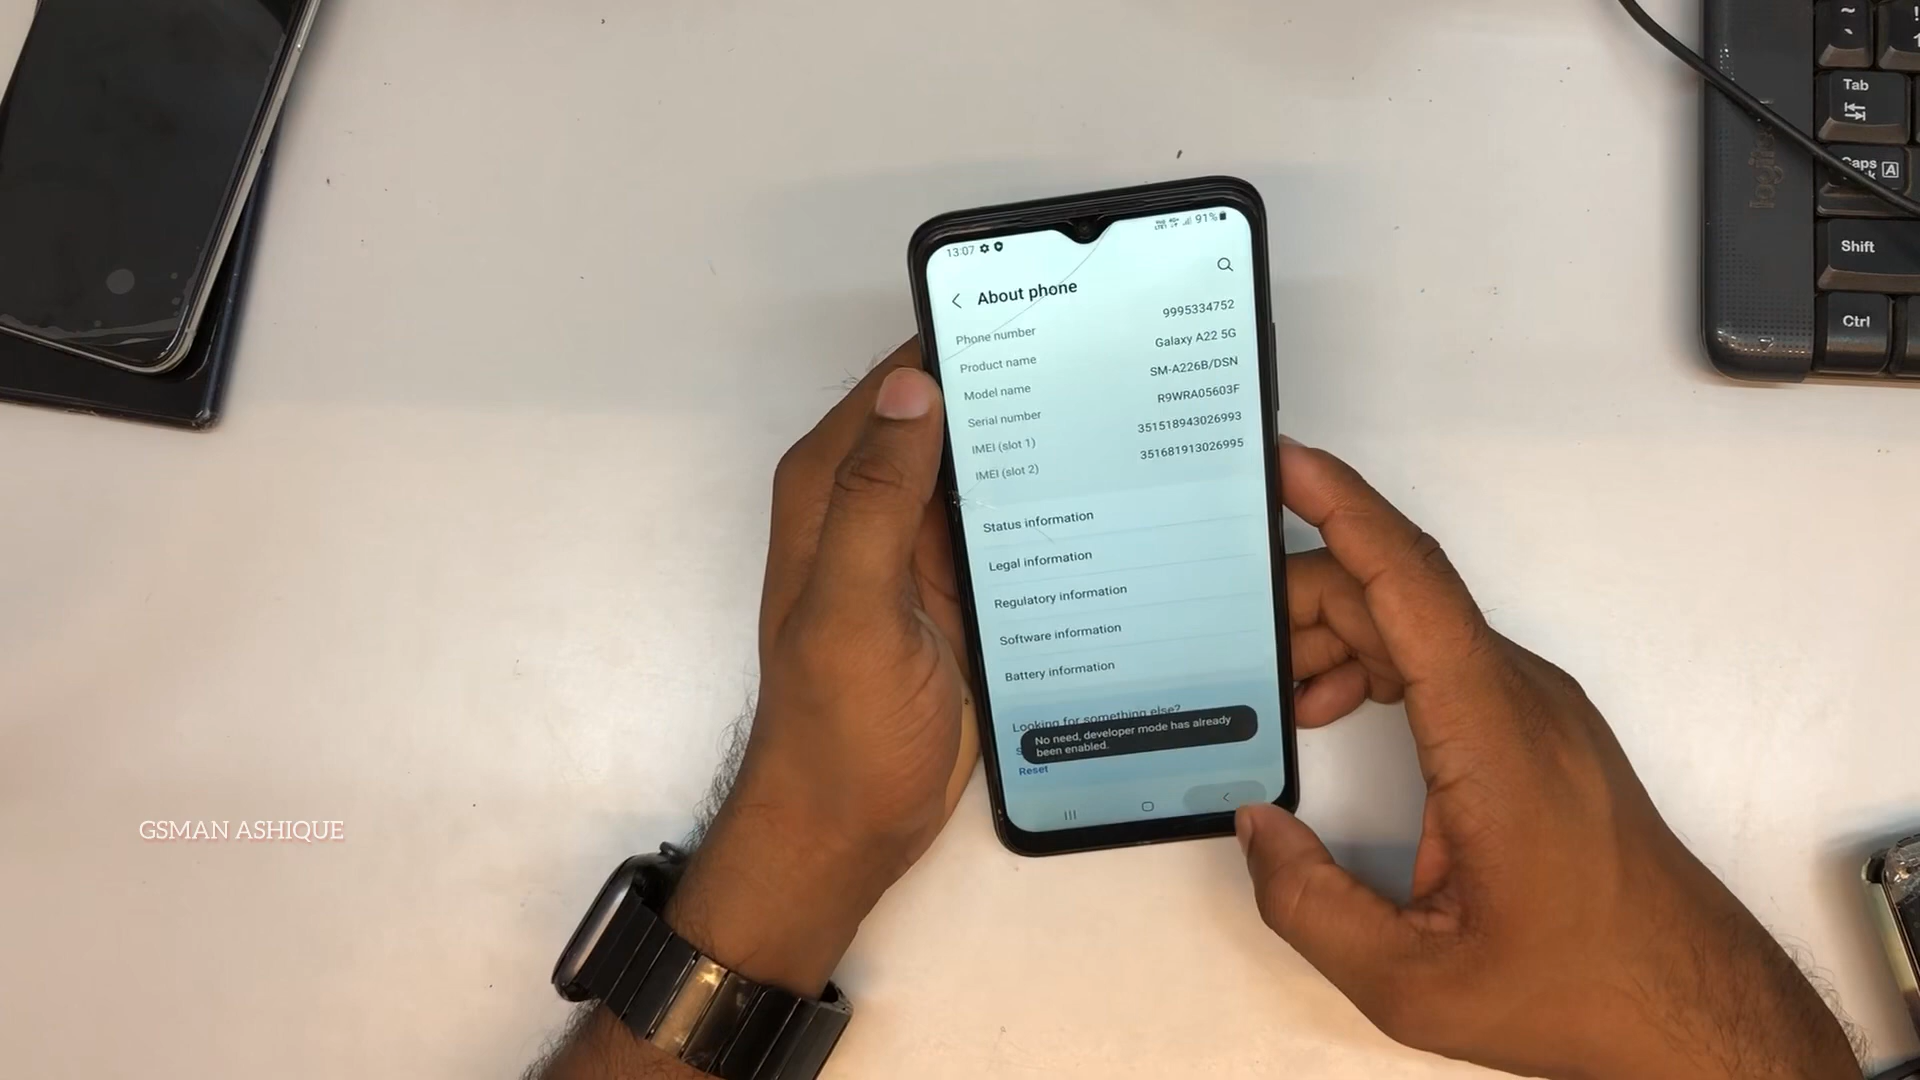 13:07
91%
About phone
Phone number 9995334752
Product name Galaxy A22 5G
Model name SM-A226B/DSN
Serial number R9WRA05603F
IMEI (slot 1) 351518943026993
IMEI (slot 2) 351681913026995
Status information
Legal information
Regulatory information
Software information
Battery information
Looking for something else?
No need, developer mode has already
been enabled.
Reset
GSMAN ASHIQUE
~
`
!
1
Tab
Caps
A
Shift
Ctrl